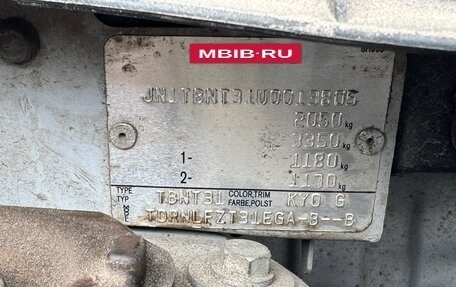 MBIB-RU
JN1TBNT31U0013805
2050 kg
3350 kg
1- 1180 kg
2- 1170 kg
TYPE TYP TBNT31 COLOR,TRIM FARBE,POLST KY0 G
TDRNLFZT31EGA-B--B